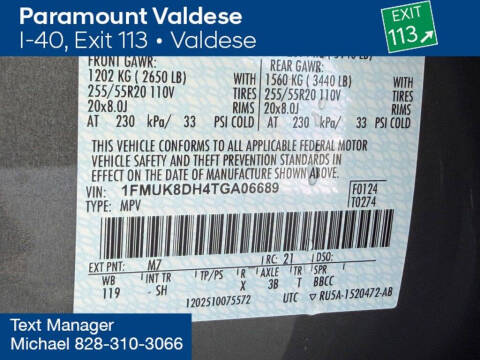 Paramount Valdese
I-40, Exit 113 • Valdese
EXIT
113
FRONT GAWR:
1202 KG (2650 LB) WITH
255/55R20 110V TIRES
20x8.0J RIMS
AT 230 kPa/ 33 PSI COLD
REAR GAWR:
1560 KG (3440 LB) WITH
255/55R20 110V TIRES
20x8.0J RIMS
AT 230 kPa/ 33 PSI COLD
THIS VEHICLE CONFORMS TO ALL APPLICABLE FEDERAL MOTOR
VEHICLE SAFETY AND BUMPER STANDARDS IN
EFFECT ON THE DATE OF MANUFACTURE SHOWN ABOVE.
VIN: 1FMUK8DH4TGA06689
TYPE: MPV
F0124
T0274
EXT PNT: M7 RC: 21 DSO:
WB INT TR TP/PS R AXLE TR SPR
119 - SH X 3B T BBCC
1202510075572 UTC RU5A-1520472-AB
Text Manager
Michael 828-310-3066